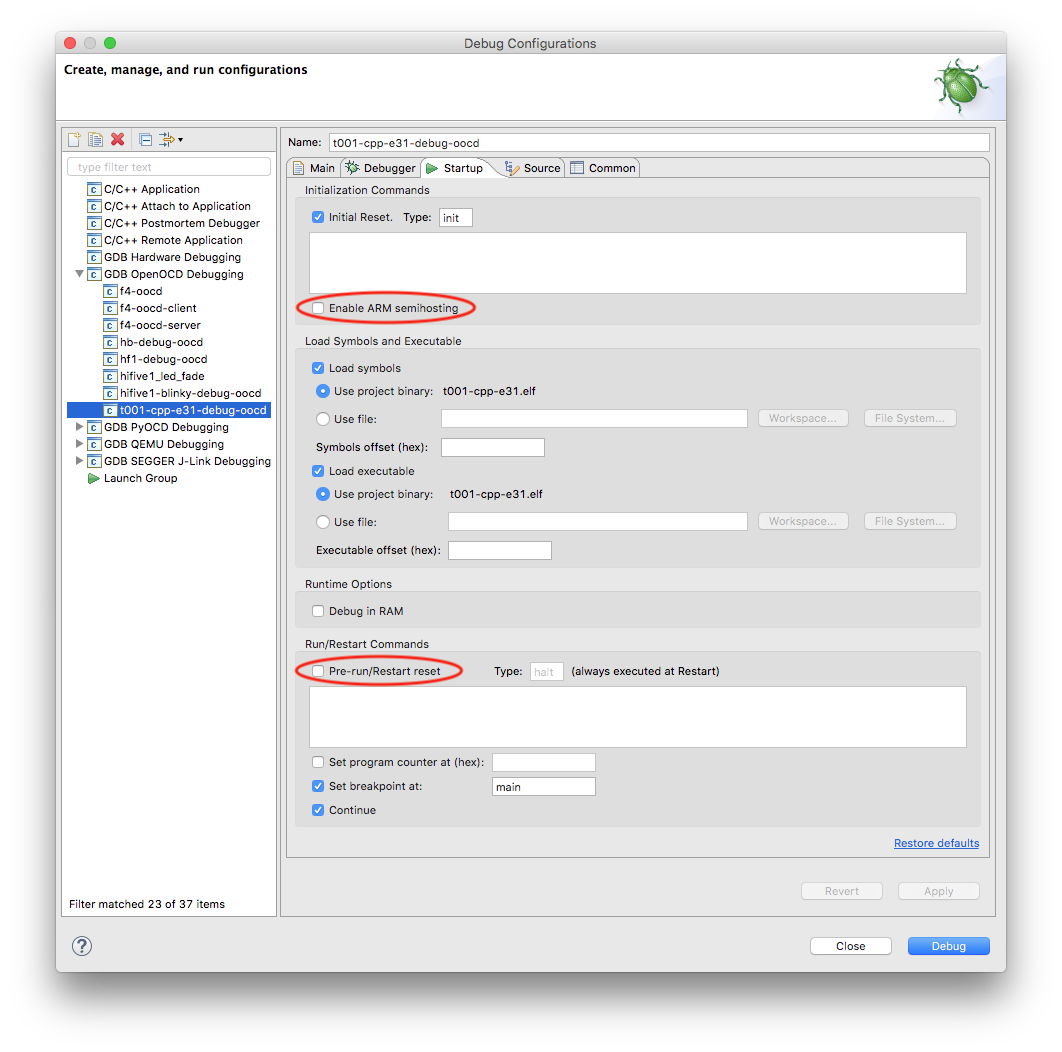 Debug Configurations
Create, manage, and run configurations
type filter text
C/C++ Application
C/C++ Attach to Application
C/C++ Postmortem Debugger
C/C++ Remote Application
GDB Hardware Debugging
GDB OpenOCD Debugging
f4-oocd
f4-oocd-client
f4-oocd-server
hb-debug-oocd
hf1-debug-oocd
hifive1_led_fade
hifive1-blinky-debug-oocd
t001-cpp-e31-debug-oocd
GDB PyOCD Debugging
GDB QEMU Debugging
GDB SEGGER J-Link Debugging
Launch Group
Filter matched 23 of 37 items
Name: t001-cpp-e31-debug-oocd
Main Debugger Startup Source Common
Initialization Commands
Initial Reset. Type: init
Enable ARM semihosting
Load Symbols and Executable
Load symbols
Use project binary: t001-cpp-e31.elf
Use file: Workspace... File System...
Symbols offset (hex):
Load executable
Use project binary: t001-cpp-e31.elf
Use file: Workspace... File System...
Executable offset (hex):
Runtime Options
Debug in RAM
Run/Restart Commands
Pre-run/Restart reset Type: halt (always executed at Restart)
Set program counter at (hex):
Set breakpoint at: main
Continue
Restore defaults
Revert Apply
? Close Debug